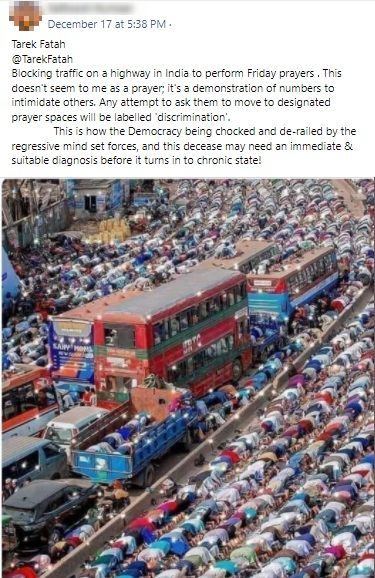 December 17 at 5:38 PM ·
Tarek Fatah
@TarekFatah
Blocking traffic on a highway in India to perform Friday prayers . This
doesn't seem to me as a prayer; it's a demonstration of numbers to
intimidate others. Any attempt to ask them to move to designated
prayer spaces will be labelled 'discrimination'.
This is how the Democracy being chocked and de-railed by the
regressive mind set forces, and this decease may need an immediate &
suitable diagnosis before it turns in to chronic state!